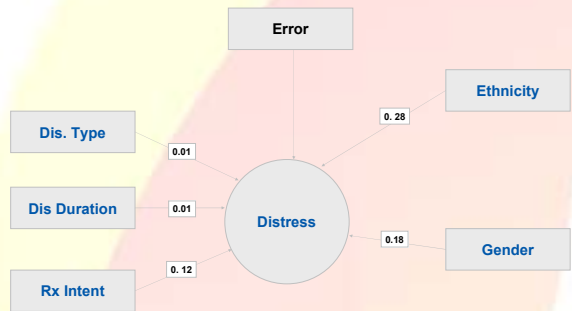 Error
Ethnicity
0. 28
Dis. Type
0.01
Dis Duration
0.01
Distress
0.18
Gender
0. 12
Rx Intent